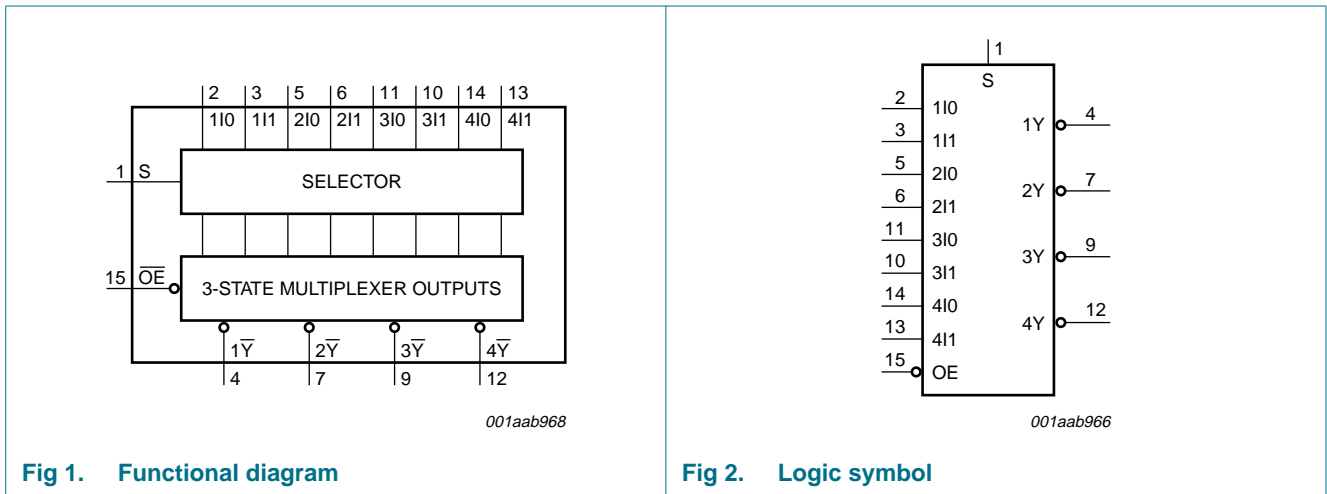 2 3 5 6 11 10 14 13
1I0 1I1 2I0 2I1 3I0 3I1 4I0 4I1
1 S
SELECTOR
15 OE
3-STATE MULTIPLEXER OUTPUTS
1Y 2Y 3Y 4Y
4 7 9 12
001aab968
Fig 1. Functional diagram
1
S
2 1I0
3 1I1
5 2I0
6 2I1
11 3I0
10 3I1
14 4I0
13 4I1
15 OE
1Y 4
2Y 7
3Y 9
4Y 12
001aab966
Fig 2. Logic symbol